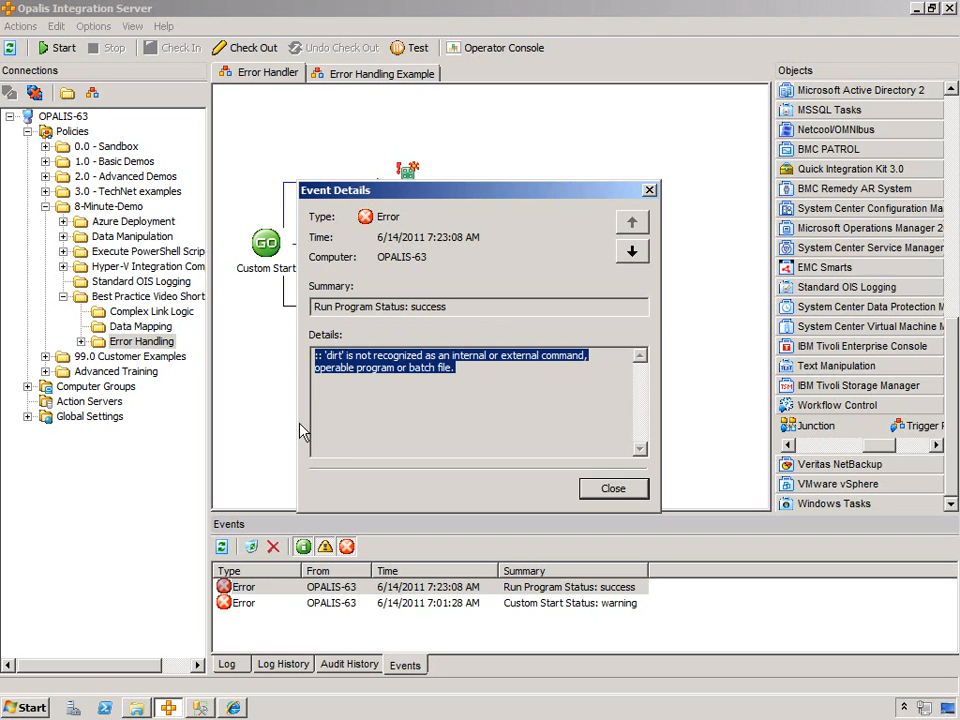 Opalis Integration Server
Actions Edit Options View Help
Start Stop Check In Check Out Undo Check Out Test Operator Console
Connections
OPALIS-63
Policies
0.0 - Sandbox
1.0 - Basic Demos
2.0 - Advanced Demos
3.0 - TechNet examples
8-Minute-Demo
Azure Deployment
Data Manipulation
Execute PowerShell Scrip
Hyper-V Integration Com
Standard OIS Logging
Best Practice Video Short
Complex Link Logic
Data Mapping
Error Handling
99.0 Customer Examples
Advanced Training
Computer Groups
Action Servers
Global Settings
Error Handler Error Handling Example
GO
Custom Start
Event Details
Type: Error
Time: 6/14/2011 7:23:08 AM
Computer: OPALIS-63
Summary:
Run Program Status: success
Details:
:: 'dirt' is not recognized as an internal or external command,
operable program or batch file.
Close
Objects
Microsoft Active Directory 2
MSSQL Tasks
Netcool/OMNIbus
BMC PATROL
Quick Integration Kit 3.0
BMC Remedy AR System
System Center Configuration Ma
Microsoft Operations Manager 2
System Center Service Manager
EMC Smarts
Standard OIS Logging
System Center Data Protection M
System Center Virtual Machine M
IBM Tivoli Enterprise Console
Text Manipulation
IBM Tivoli Storage Manager
Workflow Control
Junction Trigger P
Veritas NetBackup
VMware vSphere
Windows Tasks
Events
Type From Time Summary
Error OPALIS-63 6/14/2011 7:23:08 AM Run Program Status: success
Error OPALIS-63 6/14/2011 7:01:28 AM Custom Start Status: warning
Log Log History Audit History Events
Start